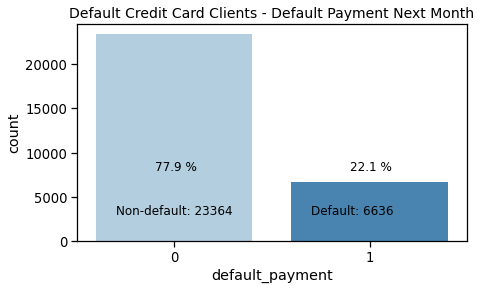 Default Credit Card Clients - Default Payment Next Month
count
20000
15000
10000
5000
0
77.9 %
22.1 %
Non-default: 23364
Default: 6636
0
1
default_payment